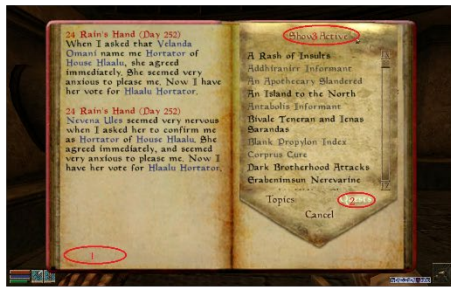 24 Rain's Hand (Day 252)
When I asked that Velanda
Omani name me Hortator of
House Hlaalu, she agreed
immediately. She seemed very
anxious to please me. Now I have
her vote for Hlaalu Hortator.
24 Rain's Hand (Day 252)
Nevena Ules seemed very nervous
when I asked her to confirm me
as Hortator of House Hlaalu. She
agreed immediately, and seemed
very anxious to please me. Now I
have her vote for Hlaalu Hortator.
1
Show Active
A Rash of Insults
Addhiranirr Informant
An Apothecary Slandered
An Island to the North
Antabolis Informant
Bivale Teneran and Jenas
Sarandas
Blank Propylon Index
Corprus Cure
Dark Brotherhood Attacks
Erabenimsun Nerevarine
Topics
Quests
Cancel